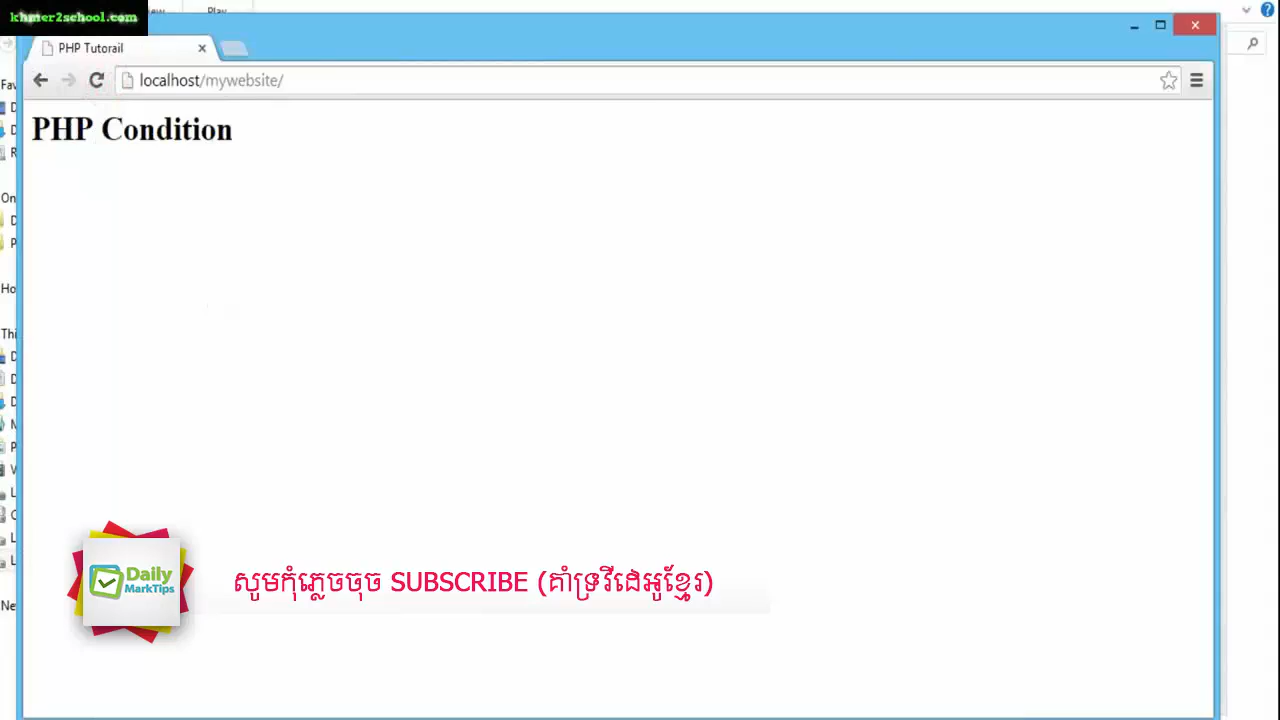 khmer2school.com
PHP Tutorail
localhost/mywebsite/
PHP Condition
Daily
MarkTips
សូមកុំភ្លេចចុច SUBSCRIBE (គាំទ្រវីដេអូខ្មែរ)